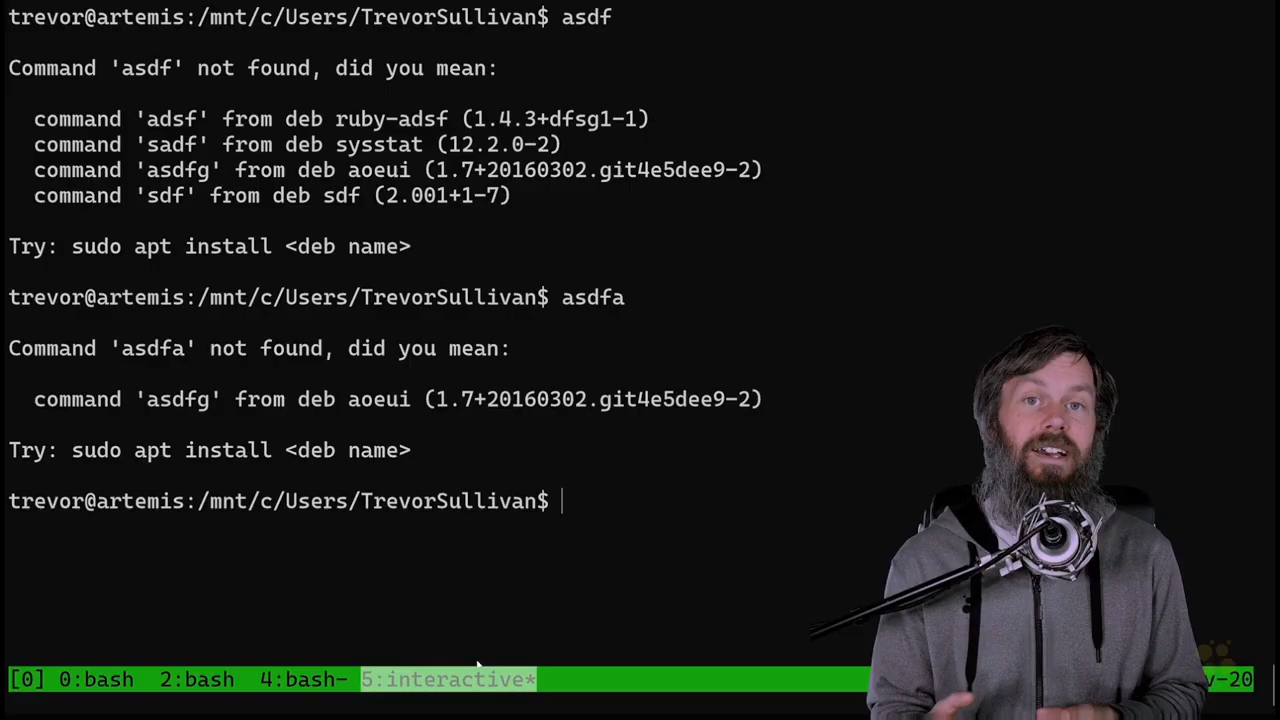 trevor@artemis:/mnt/c/Users/TrevorSullivan$ asdf
Command 'asdf' not found, did you mean:
command 'adsf' from deb ruby-adsf (1.4.3+dfsg1-1)
command 'sadf' from deb sysstat (12.2.0-2)
command 'asdfg' from deb aoeui (1.7+20160302.git4e5dee9-2)
command 'sdf' from deb sdf (2.001+1-7)
Try: sudo apt install <deb name>
trevor@artemis:/mnt/c/Users/TrevorSullivan$ asdfa
Command 'asdfa' not found, did you mean:
command 'asdfg' from deb aoeui (1.7+20160302.git4e5dee9-2)
Try: sudo apt install <deb name>
trevor@artemis:/mnt/c/Users/TrevorSullivan$
[0] 0:bash 2:bash 4:bash- 5:interactive* v-20